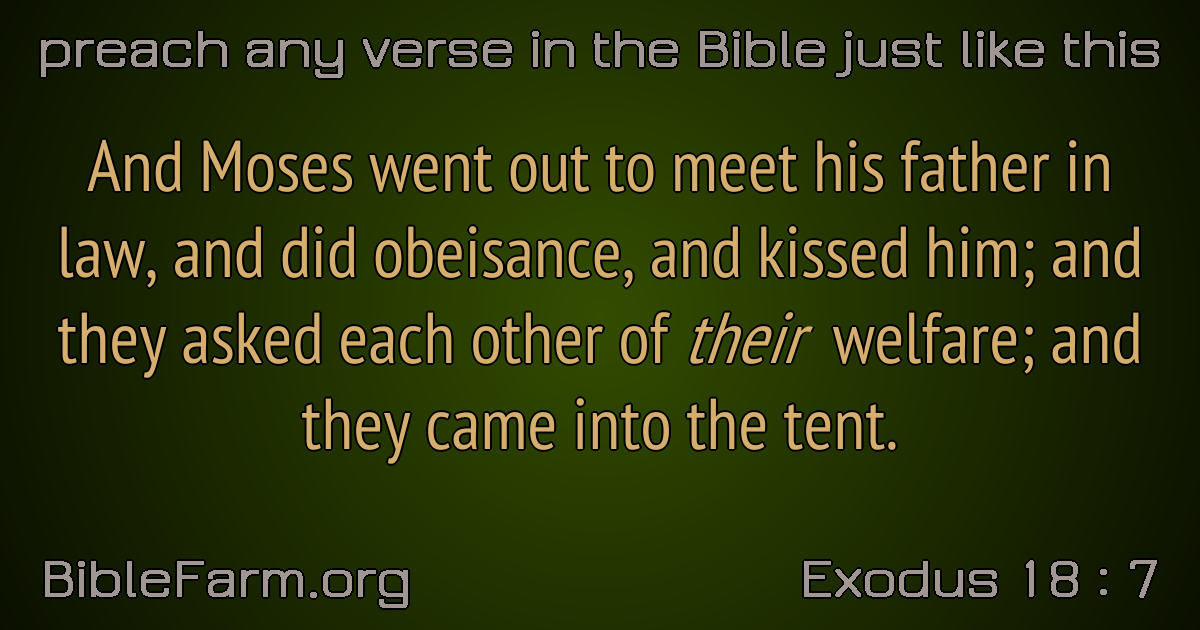 preach any verse in the Bible just like this
And Moses went out to meet his father in
law, and did obeisance, and kissed him; and
they asked each other of their welfare; and
they came into the tent.
BibleFarm.org
Exodus 18 : 7